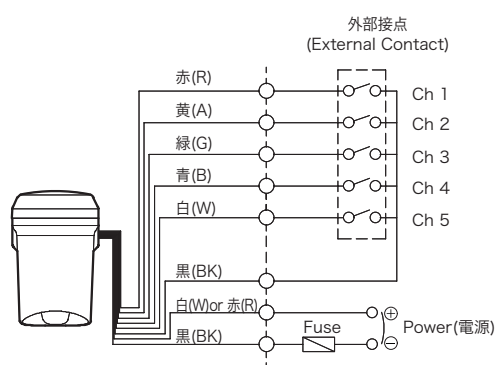 外部接点
(External Contact)
赤(R)
Ch 1
黄(A)
Ch 2
緑(G)
Ch 3
青(B)
Ch 4
白(W)
Ch 5
黒(BK)
白(W)or 赤(R)
⊕
黒(BK)
Fuse
⊖
Power(電源)